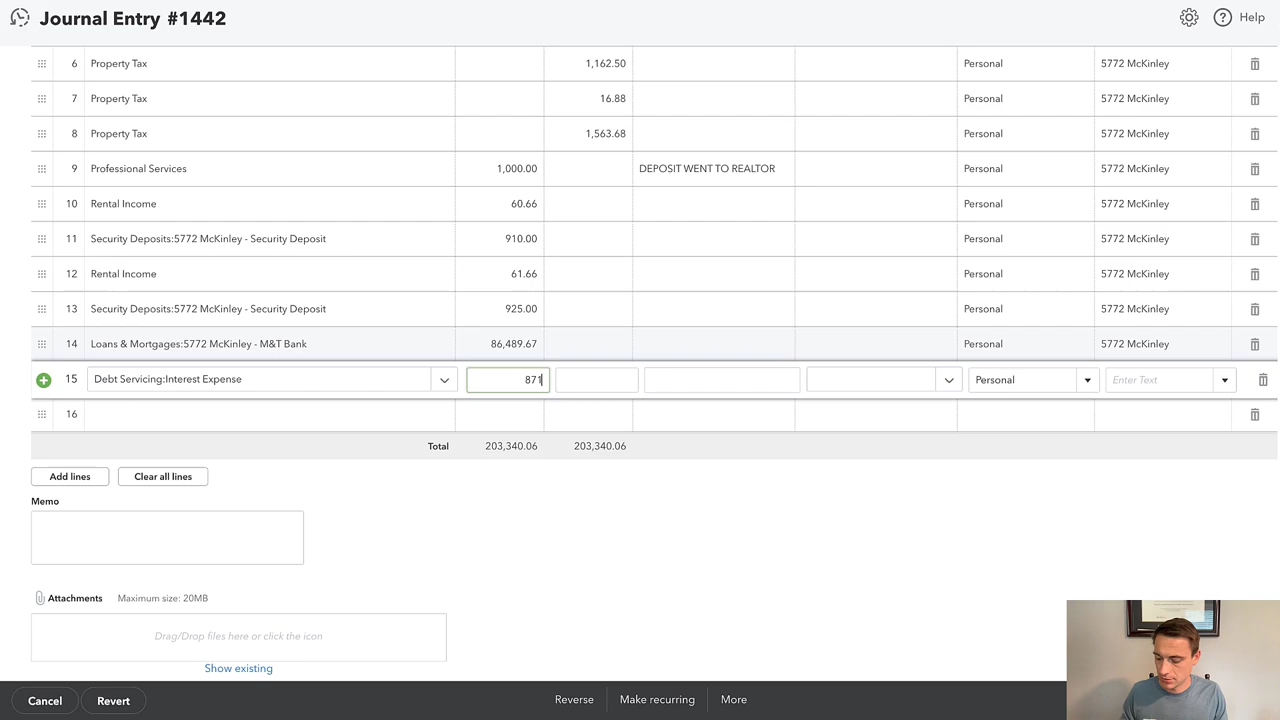 Journal Entry #1442
Help
6 Property Tax 1,162.50 Personal 5772 McKinley
7 Property Tax 16.88 Personal 5772 McKinley
8 Property Tax 1,563.68 Personal 5772 McKinley
9 Professional Services 1,000.00 DEPOSIT WENT TO REALTOR Personal 5772 McKinley
10 Rental Income 60.66 Personal 5772 McKinley
11 Security Deposits:5772 McKinley - Security Deposit 910.00 Personal 5772 McKinley
12 Rental Income 61.66 Personal 5772 McKinley
13 Security Deposits:5772 McKinley - Security Deposit 925.00 Personal 5772 McKinley
14 Loans & Mortgages:5772 McKinley - M&T Bank 86,489.67 Personal 5772 McKinley
15 Debt Servicing:Interest Expense 871 Personal Enter Text
16
Total 203,340.06 203,340.06
Add lines Clear all lines
Memo
Attachments Maximum size: 20MB
Drag/Drop files here or click the icon
Show existing
Cancel Revert Reverse Make recurring More